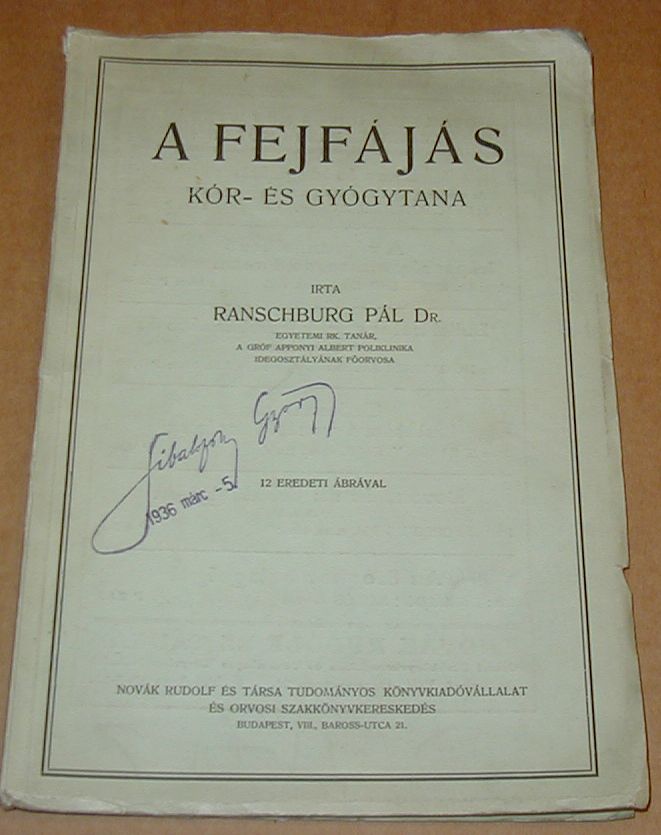 A FEJFÁJÁS
KÓR- ÉS GYÓGYTANA
IRTA
RANSCHBURG PÁL DR.
EGYETEMI RK. TANÁR,
A GRÓF APPONYI ALBERT POLIKLINIKA
IDEGOSZTÁLYÁNAK FŐORVOSA
György
1936 márc -5.
12 EREDETI ÁBRÁVAL
NOVÁK RUDOLF ÉS TÁRSA TUDOMÁNYOS KÖNYVKIADÓVÁLLALAT
ÉS ORVOSI SZAKKÖNYVKERESKEDÉS
BUDAPEST, VIII., BAROSS-UTCA 21.